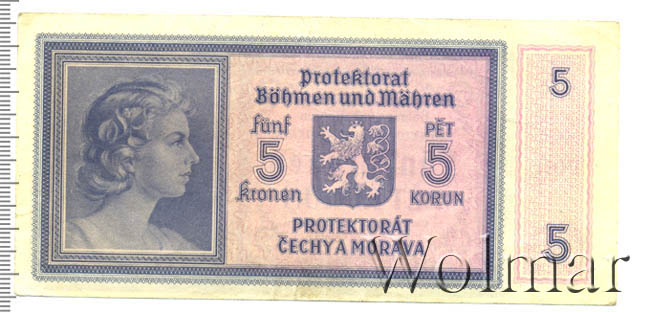 Protektorat
Böhmen und Mähren
fünf
PĚT
5
5
kronen
KORUN
PROTEKTORÁT
ČECHY A MORAVA
5
5
Wolmar